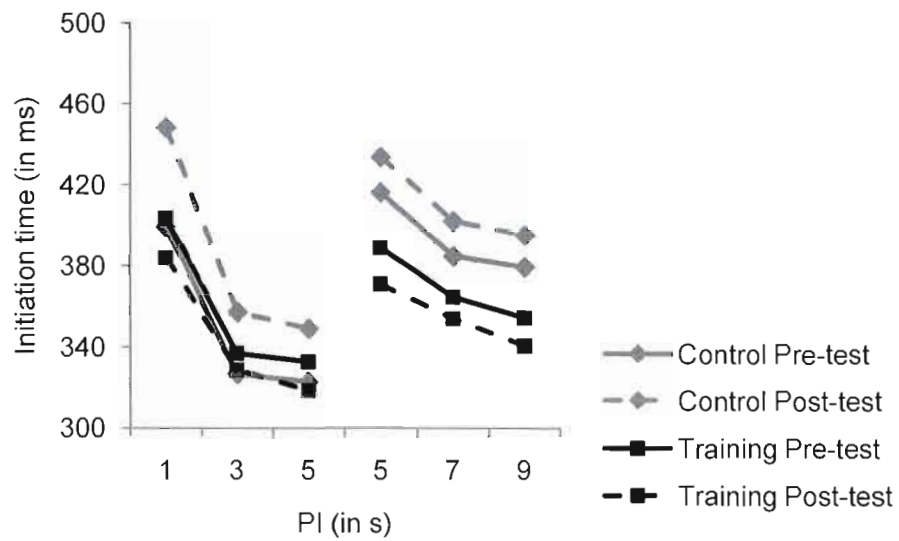 500
460
420
380
340
300
Initiation time (in ms)
1 3 5 5 7 9
PI (in s)
Control Pre-test
Control Post-test
Training Pre-test
Training Post-test